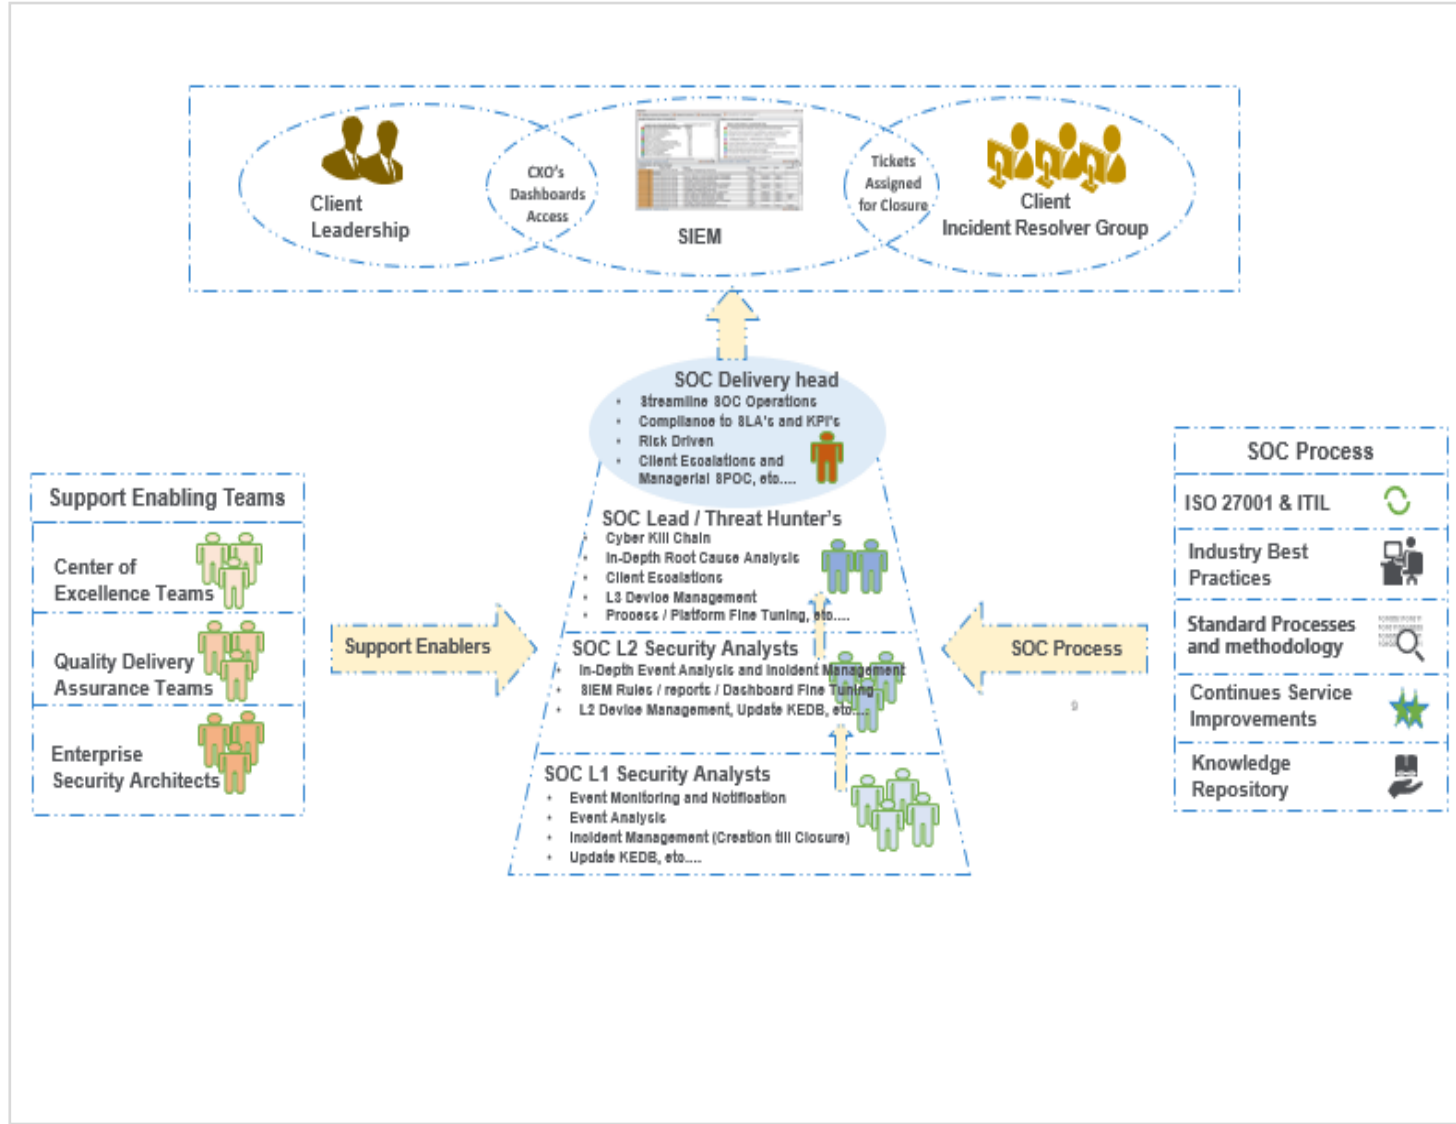 Client
Leadership
CXO's
Dashboards
Access
SIEM
Tickets
Assigned
for Closure
Client
Incident Resolver Group
SOC Delivery head
Streamline SOC Operations
Compliance to SLA's and KPI's
Risk Driven
Client Escalations and
Managerial SPOC, etc....
SOC Lead / Threat Hunter's
Cyber Kill Chain
In-Depth Root Cause Analysis
Client Escalations
L3 Device Management
Process / Platform Fine Tuning, etc....
SOC L2 Security Analysts
In-Depth Event Analysis and Incident Management
SIEM Rules / reports / Dashboard Fine Tuning
L2 Device Management, Update KEDB, etc....
SOC L1 Security Analysts
Event Monitoring and Notification
Event Analysis
Incident Management (Creation till Closure)
Update KEDB, etc....
Support Enabling Teams
Center of
Excellence Teams
Quality Delivery
Assurance Teams
Enterprise
Security Architects
Support Enablers
SOC Process
9
SOC Process
ISO 27001 & ITIL
Industry Best
Practices
Standard Processes
and methodology
Continues Service
Improvements
Knowledge
Repository